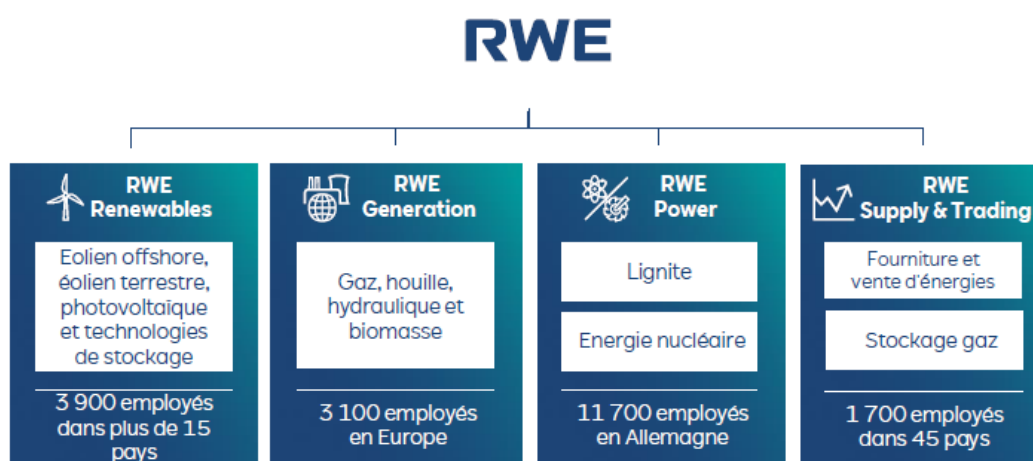 RWE
RWE
Renewables
Eolien offshore,
éolien terrestre,
photovoltaïque
et technologies
de stockage
3 900 employés
dans plus de 15
pays
RWE
Generation
Gaz, houille,
hydraulique et
biomasse
3 100 employés
en Europe
RWE
Power
Lignite
Energie nucléaire
11 700 employés
en Allemagne
RWE
Supply & Trading
Fourniture et
vente d'énergies
Stockage gaz
1 700 employés
dans 45 pays